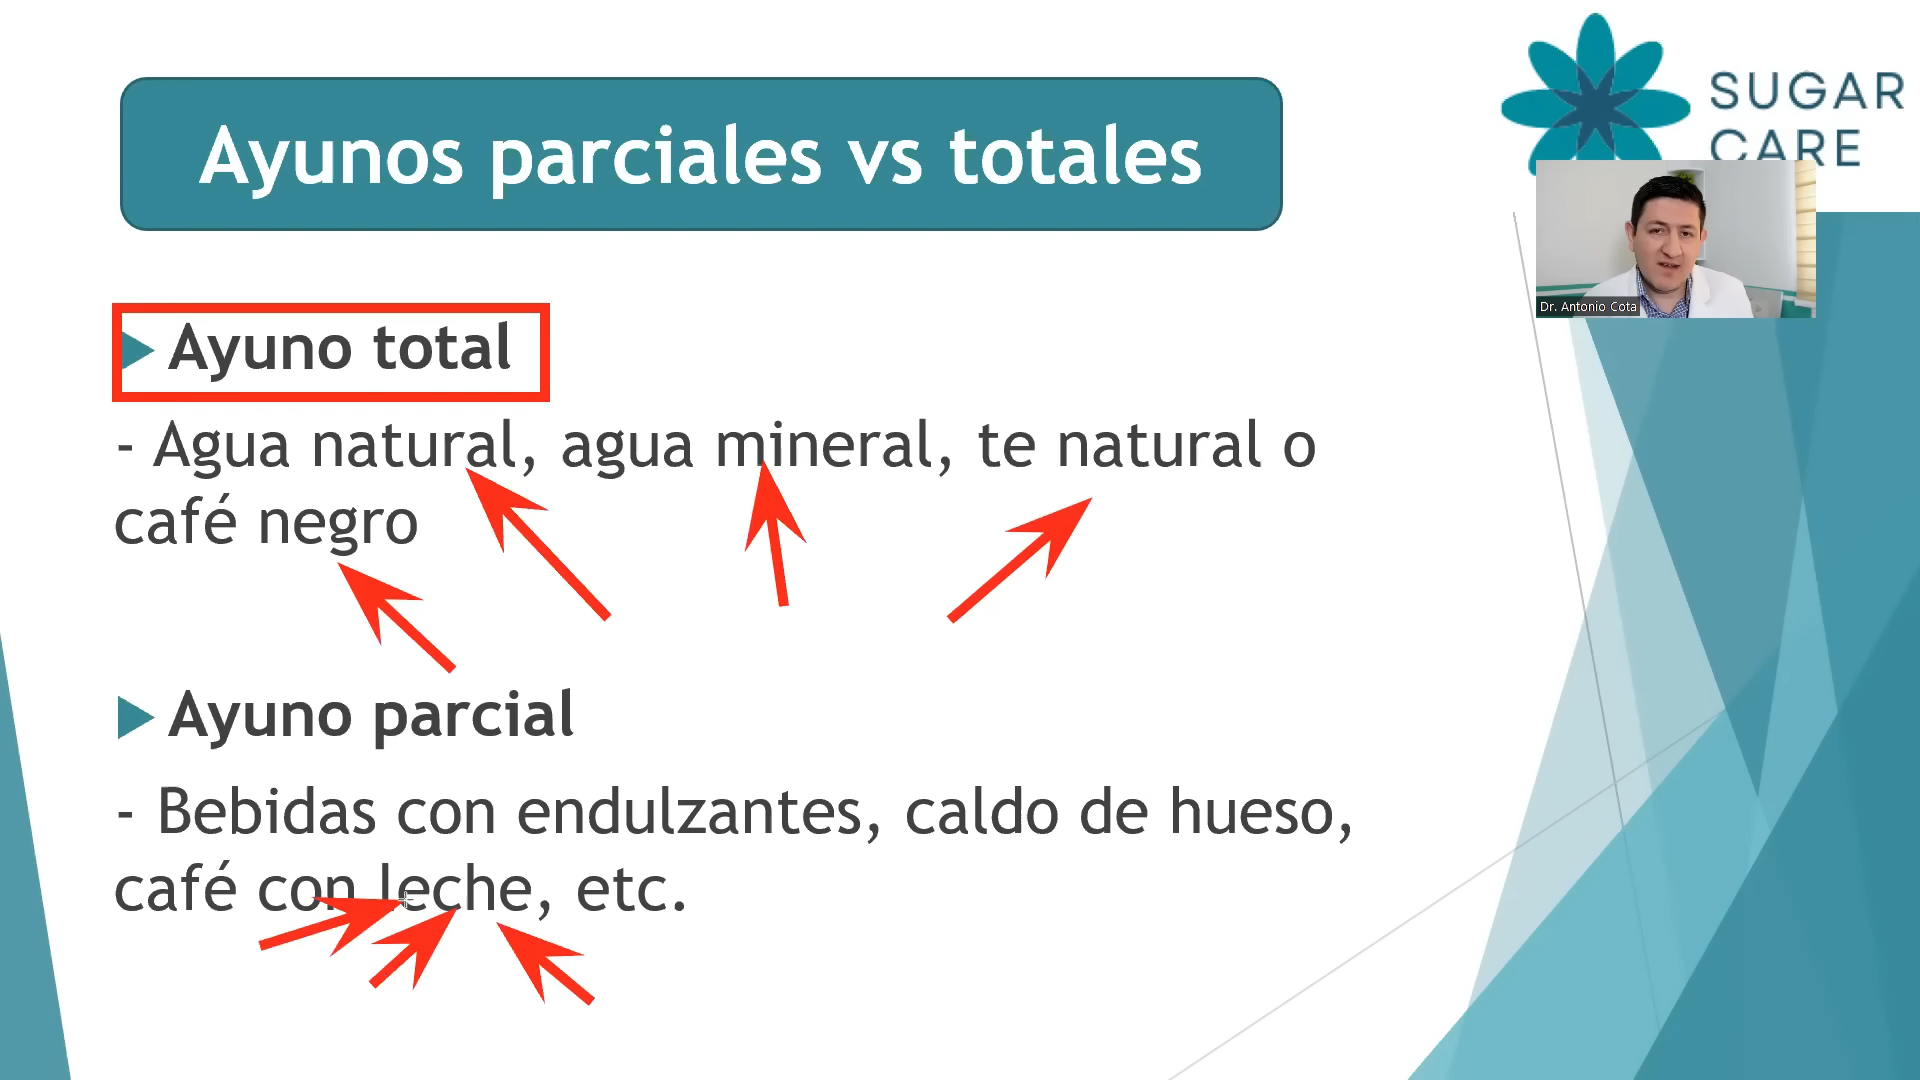 Ayunos parciales vs totales
SUGAR
CARE
Dr. Antonio Cota
Ayuno total
- Agua natural, agua mineral, te natural o
café negro
Ayuno parcial
- Bebidas con endulzantes, caldo de hueso,
café con leche, etc.